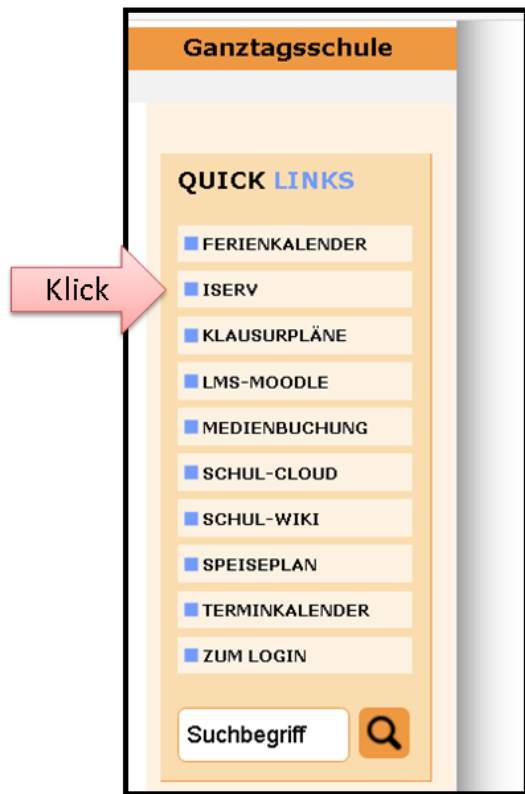 Ganztagsschule
QUICK LINKS
FERIENKALENDER
Klick
ISERV
KLAUSURPLÄNE
LMS-MOODLE
MEDIENBUCHUNG
SCHUL-CLOUD
SCHUL-WIKI
SPEISEPLAN
TERMINKALENDER
ZUM LOGIN
Suchbegriff